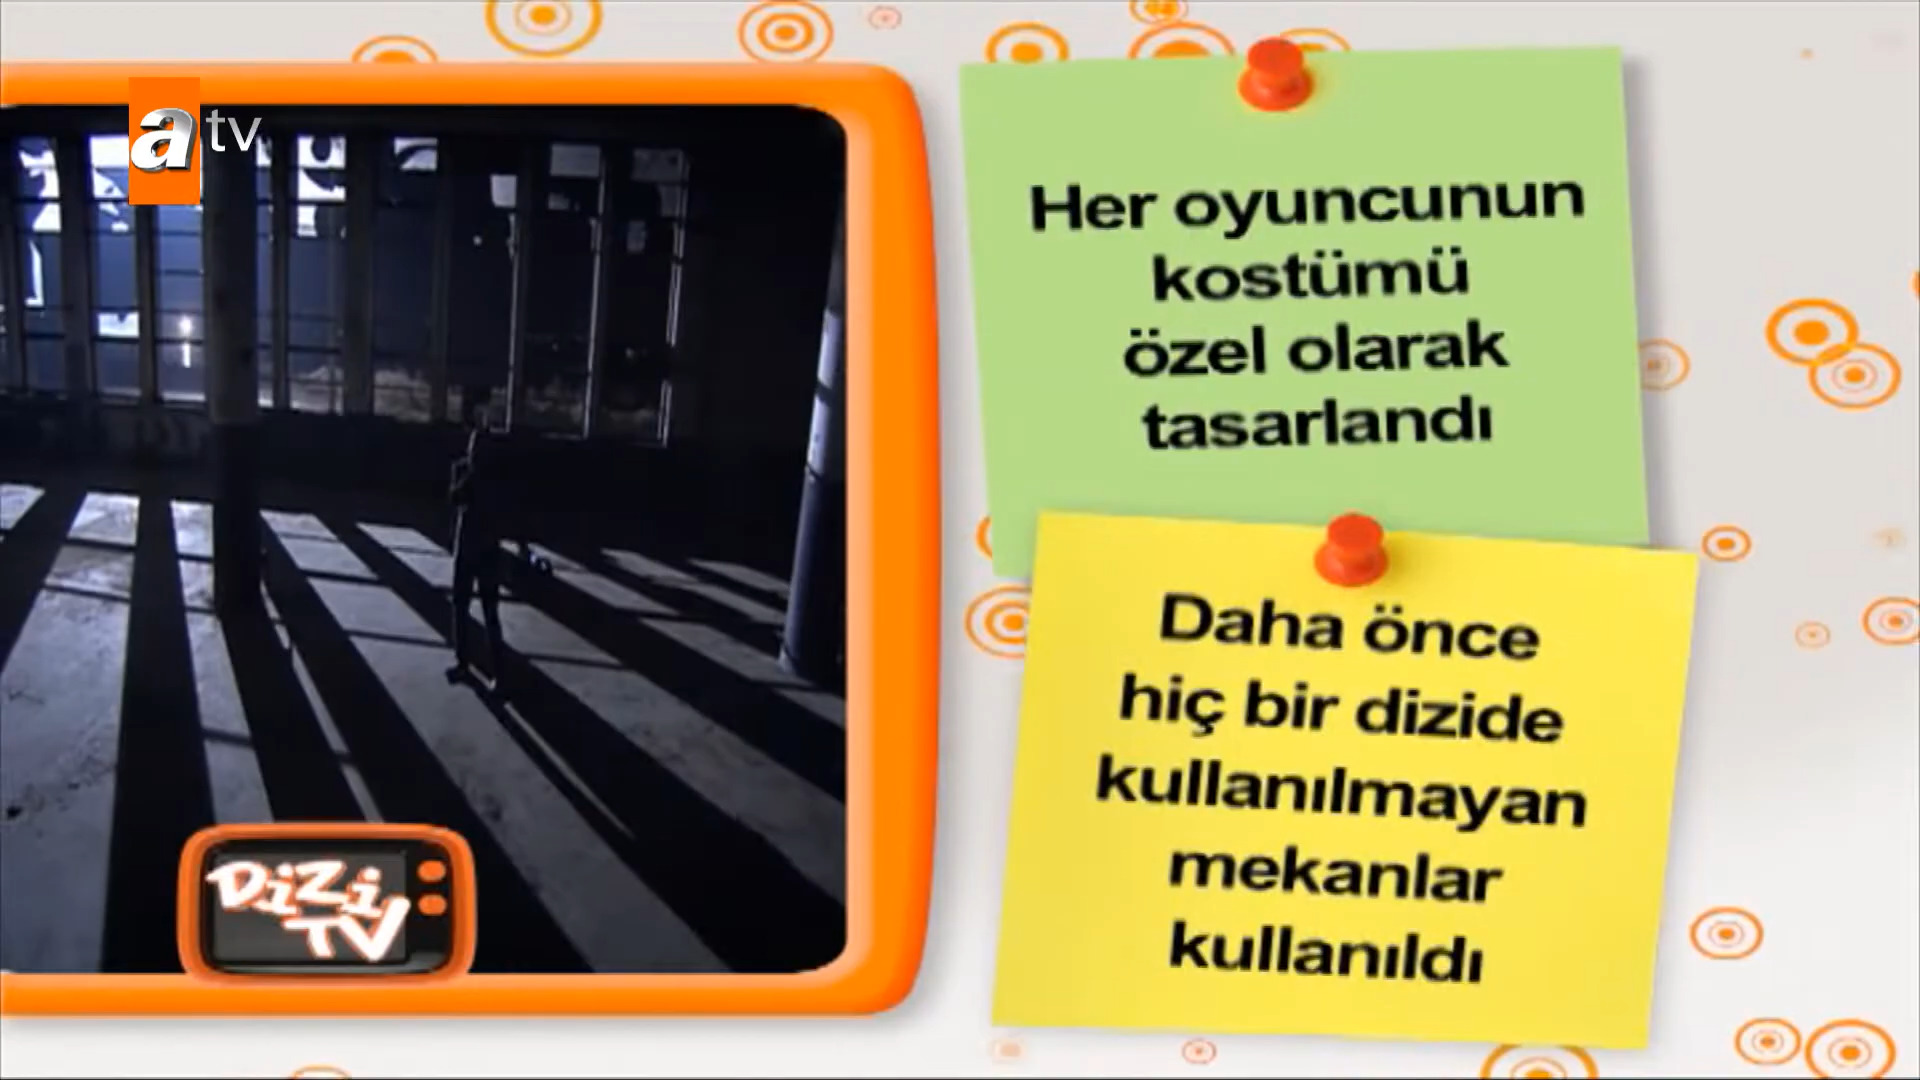 atv
Her oyuncunun
kostümü
özel olarak
tasarlandı
Daha önce
hiç bir dizide
kullanılmayan
mekanlar
kullanıldı
DiZi
TV